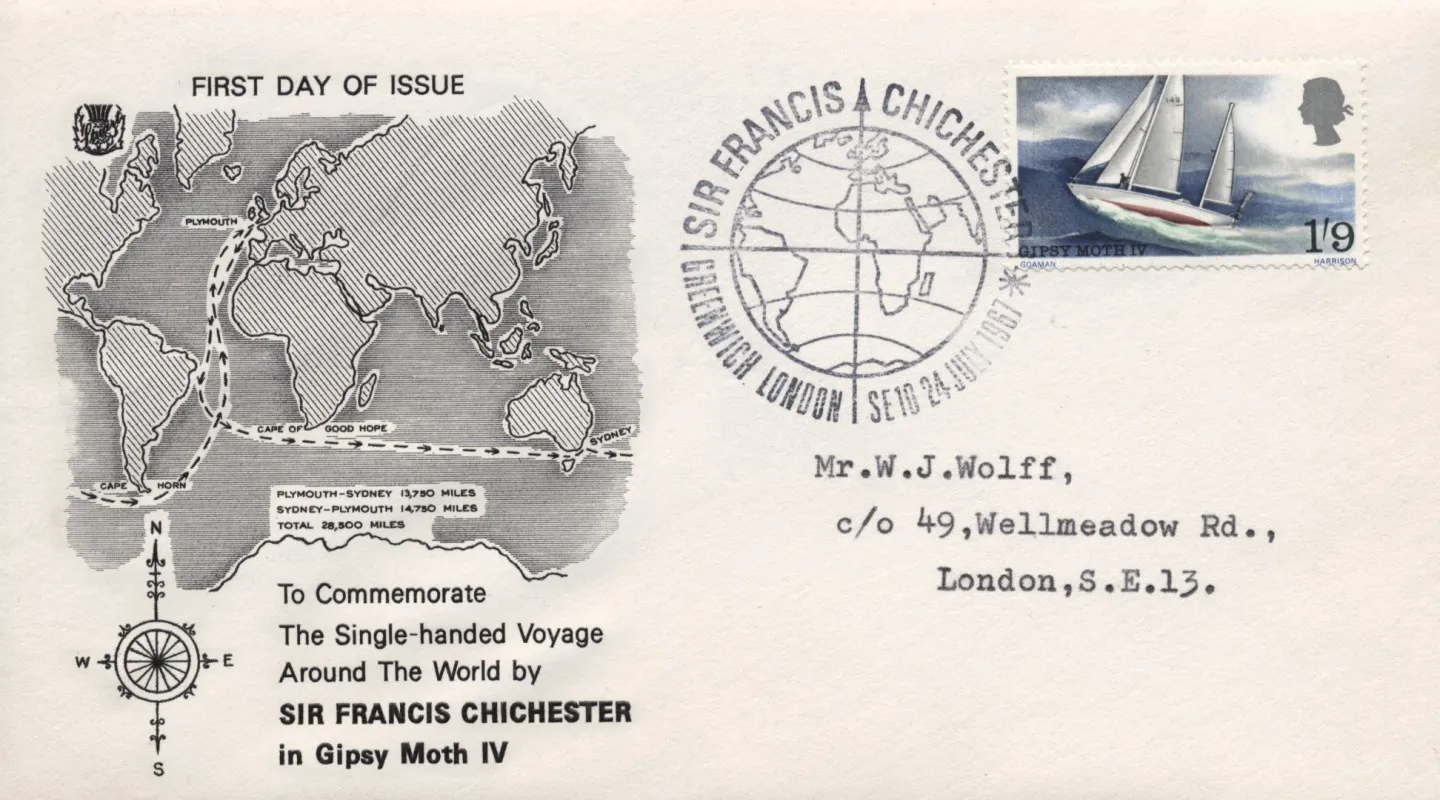 FIRST DAY OF ISSUE
PLYMOUTH
CAPE OF GOOD HOPE
SYDNEY
CAPE HORN
PLYMOUTH-SYDNEY 13,750 MILES
SYDNEY-PLYMOUTH 14,750 MILES
TOTAL 28,500 MILES
N
W E
S
To Commemorate
The Single-handed Voyage
Around The World by
SIR FRANCIS CHICHESTER
in Gipsy Moth IV
SIR FRANCIS CHICHESTER
GREENWICH LONDON SE10 24 JULY 1967
1'9
GIPSY MOTH IV
GOAMAN HARRISON
Mr.W.J.Wolff,
c/o 49,Wellmeadow Rd.,
London,S.E.13.